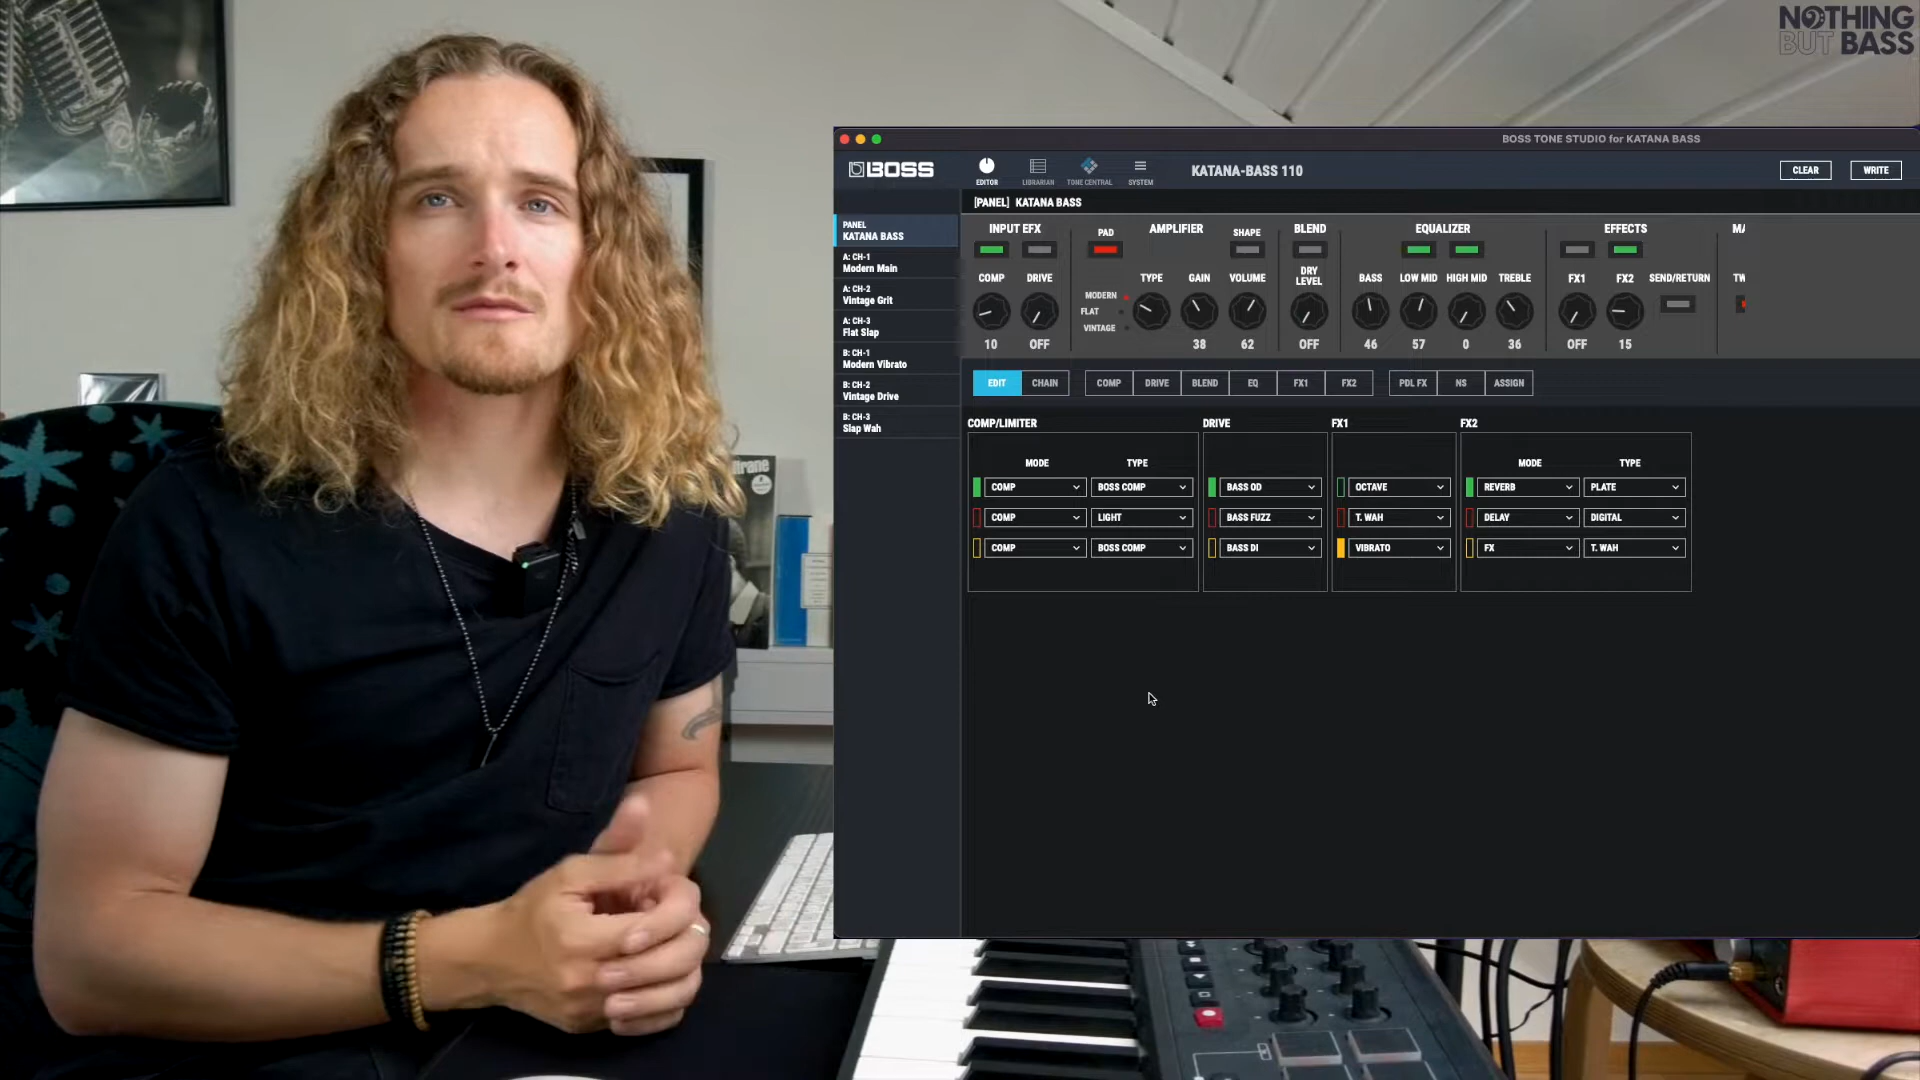 NOTHING
BUT BASS
BOSS TONE STUDIO for KATANA BASS
BOSS
EDITOR
LIBRARIAN
TONE CENTRAL
SYSTEM
KATANA-BASS 110
CLEAR
WRITE
[PANEL] KATANA BASS
PANEL
KATANA BASS
A: CH-1
Modern Main
A: CH-2
Vintage Grit
A: CH-3
Flat Slap
B: CH-1
Modern Vibrato
B: CH-2
Vintage Drive
B: CH-3
Slap Wah
INPUT EFX
PAD
AMPLIFIER
SHAPE
BLEND
EQUALIZER
EFFECTS
MA
COMP
DRIVE
TYPE
GAIN
VOLUME
DRY
LEVEL
BASS
LOW MID
HIGH MID
TREBLE
FX1
FX2
SEND/RETURN
TW
MODERN
FLAT
VINTAGE
10
OFF
38
62
OFF
46
57
0
36
OFF
15
EDIT
CHAIN
COMP
DRIVE
BLEND
EQ
FX1
FX2
PDL FX
NS
ASSIGN
COMP/LIMITER
DRIVE
FX1
FX2
MODE
TYPE
MODE
TYPE
COMP
BOSS COMP
BASS OD
OCTAVE
REVERB
PLATE
COMP
LIGHT
BASS FUZZ
T. WAH
DELAY
DIGITAL
COMP
BOSS COMP
BASS DI
VIBRATO
FX
T. WAH
ltrane